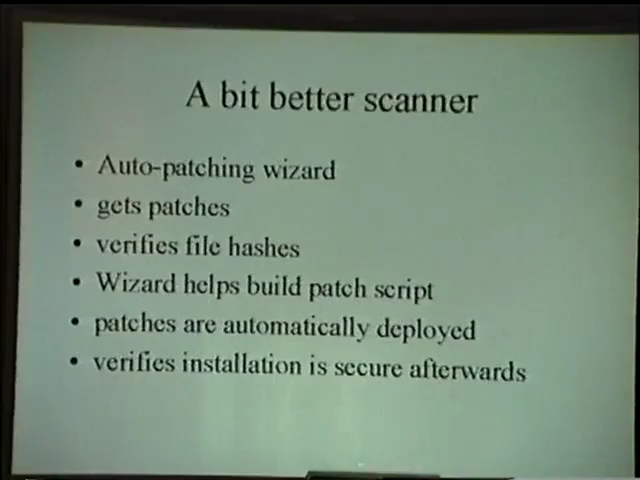 A bit better scanner
• Auto-patching wizard
• gets patches
• verifies file hashes
• Wizard helps build patch script
• patches are automatically deployed
• verifies installation is secure afterwards